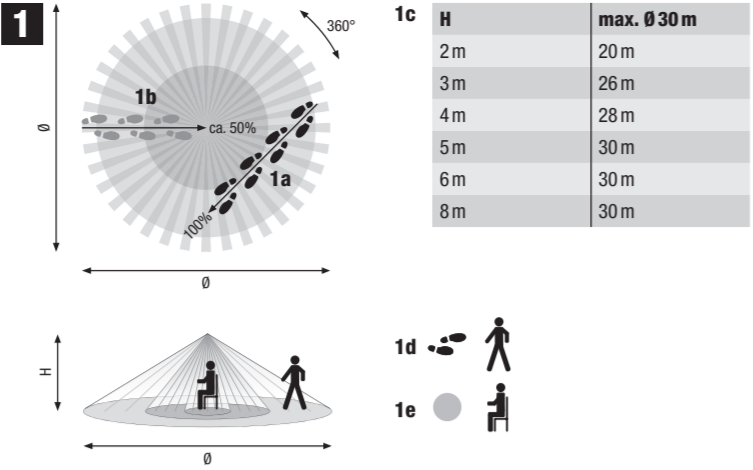 1
360°
Ø
1b
ca. 50%
1a
100%
Ø
1c
H max. Ø 30 m
2 m 20 m
3 m 26 m
4 m 28 m
5 m 30 m
6 m 30 m
8 m 30 m
H
Ø
1d
1e